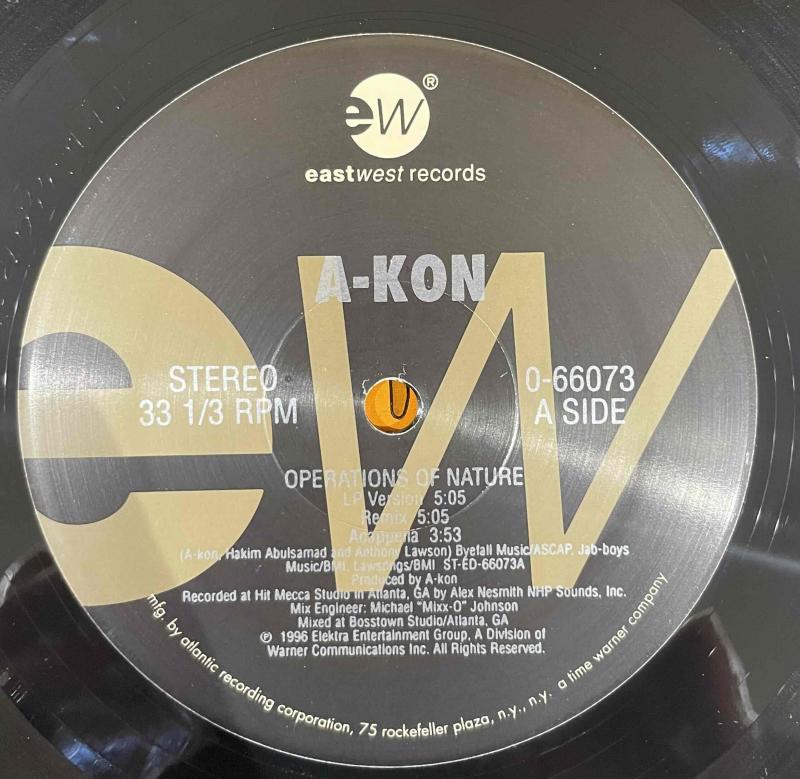 ew®
eastwest records
A-KON
STEREO
33 1/3 RPM
0-66073
A SIDE
OPERATIONS OF NATURE
LP Version 5:05
Remix 5:05
Acappella 3:53
(A-kon, Hakim Abulsamad and Anthony Lawson) Byefall Music/ASCAP, Jab-boys
Music/BMI, Lawsongs/BMI ST-ED-66073A
Produced by A-kon
Recorded at Hit Mecca Studio in Atlanta, GA by Alex Nesmith NHP Sounds, Inc.
Mix Engineer: Michael "Mixx-O" Johnson
Mixed at Bosstown Studio/Atlanta, GA
℗ 1996 Elektra Entertainment Group, A Division of
Warner Communications Inc. All Rights Reserved.
mfg. by atlantic recording corporation, 75 rockefeller plaza, n.y., n.y. a time warner company
ew